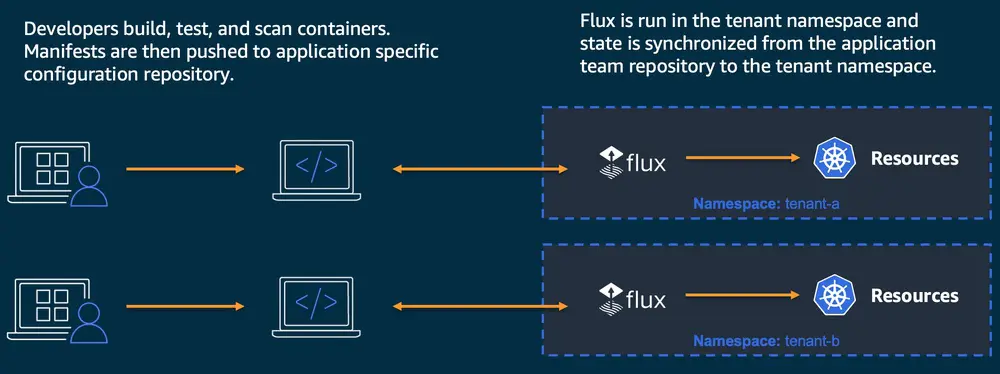 Developers build, test, and scan containers.
Manifests are then pushed to application specific
configuration repository.
Flux is run in the tenant namespace and
state is synchronized from the application
team repository to the tenant namespace.
</>
flux
Resources
Namespace: tenant-a
</>
flux
Resources
Namespace: tenant-b